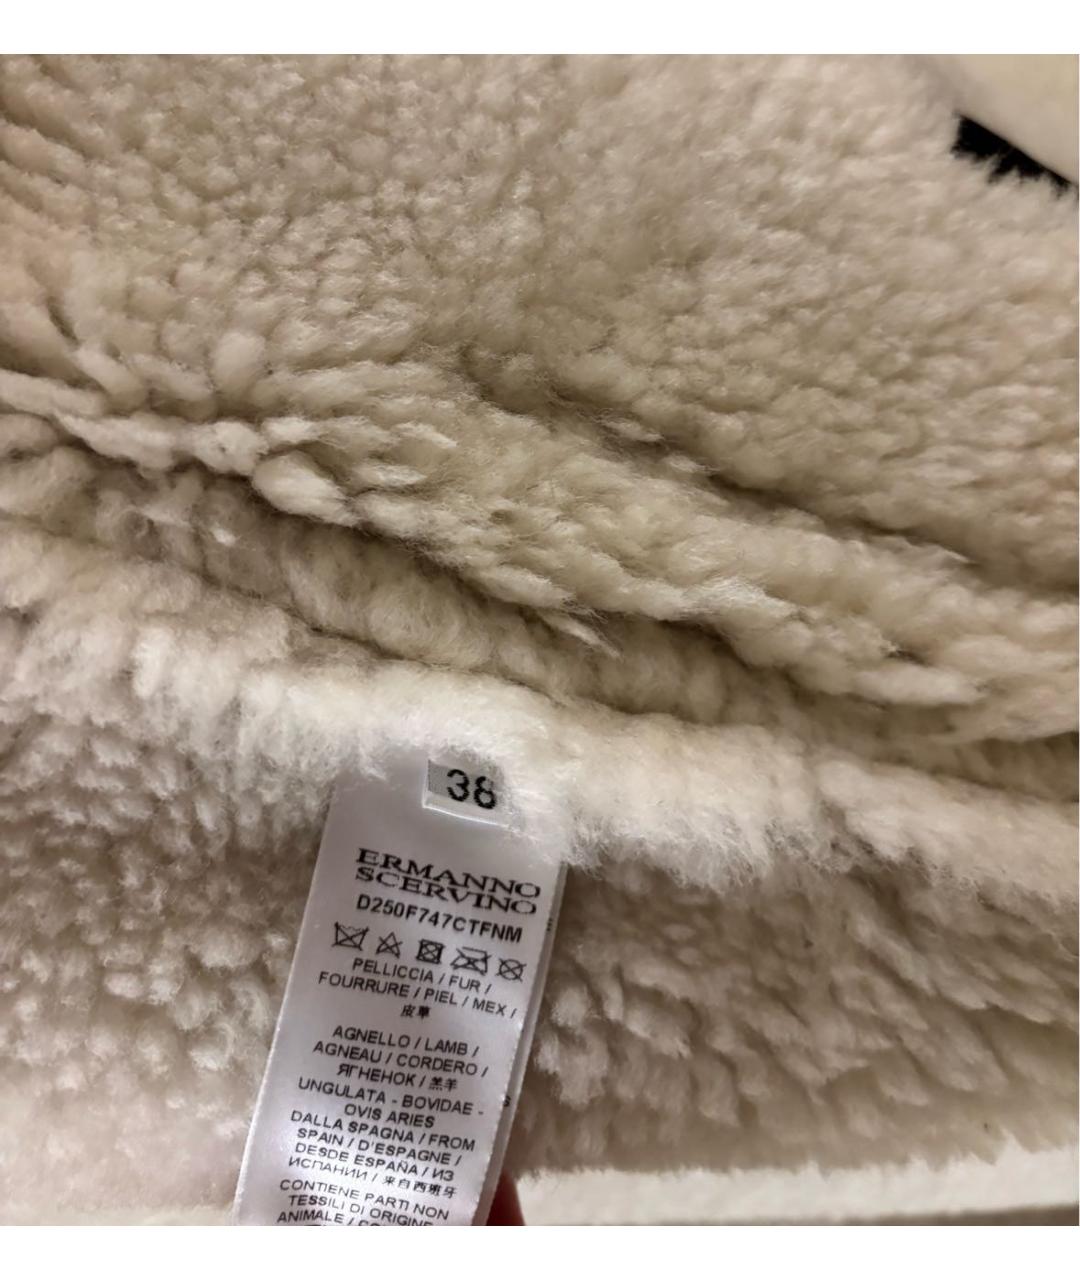 38
ERMANNO
SCERVINO
D250F747CTFNM
PELLICCIA / FUR /
FOURRURE / PIEL / MEX /
皮草
AGNELLO / LAMB /
AGNEAU / CORDERO /
ЯГНЕНОК / 羔羊
UNGULATA - BOVIDAE -
OVIS ARIES
DALLA SPAGNA / FROM
SPAIN / D'ESPAGNE /
DESDE ESPAÑA / ИЗ
ИСПАНИИ / 来自西班牙
CONTIENE PARTI NON
TESSILI DI ORIGINE
ANIMALE /